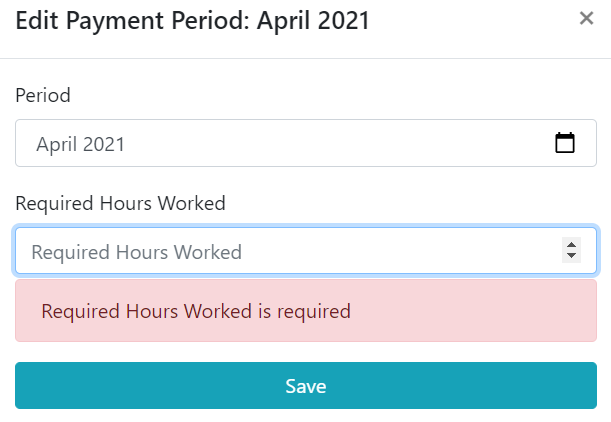 Edit Payment Period: April 2021
Period
April 2021
Required Hours Worked
Required Hours Worked
Required Hours Worked is required
Save